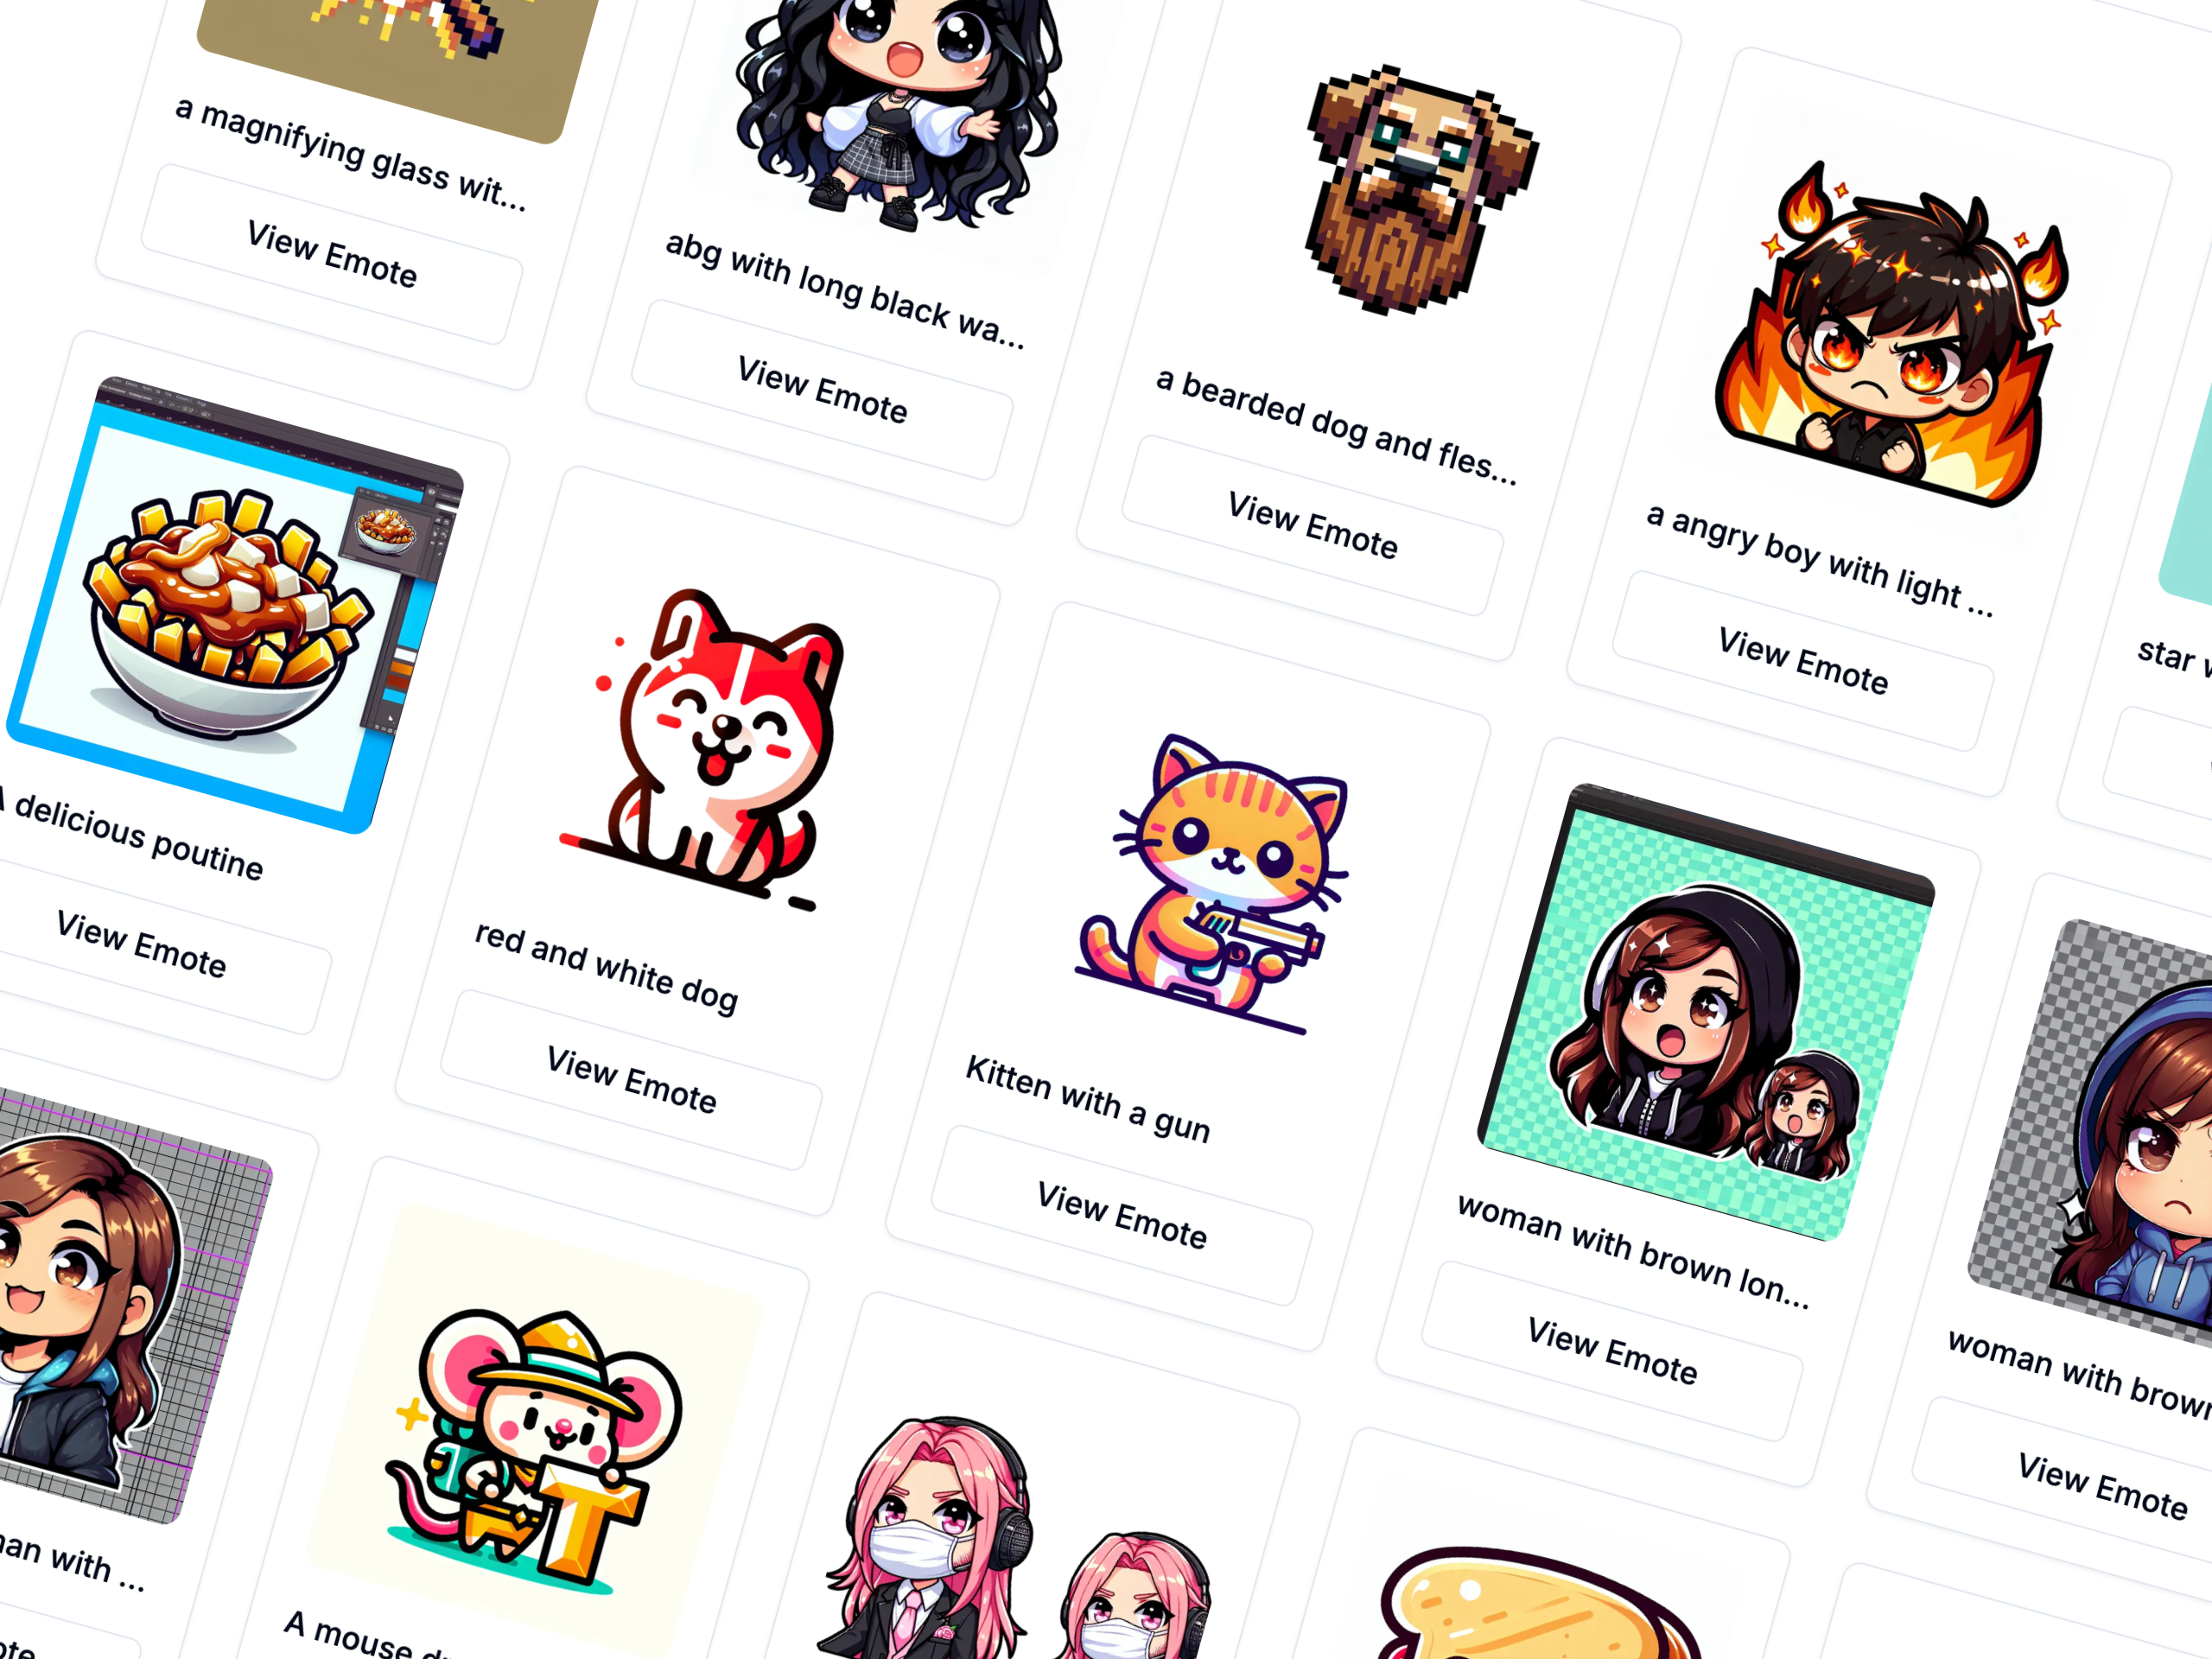 a magnifying glass wit...
View Emote
abg with long black wa...
View Emote
a bearded dog and fles...
View Emote
a angry boy with light ...
View Emote
star
delicious poutine
View Emote
red and white dog
View Emote
Kitten with a gun
View Emote
woman with brown lon...
View Emote
woman with brown
View Emote
with ...
A mouse
T